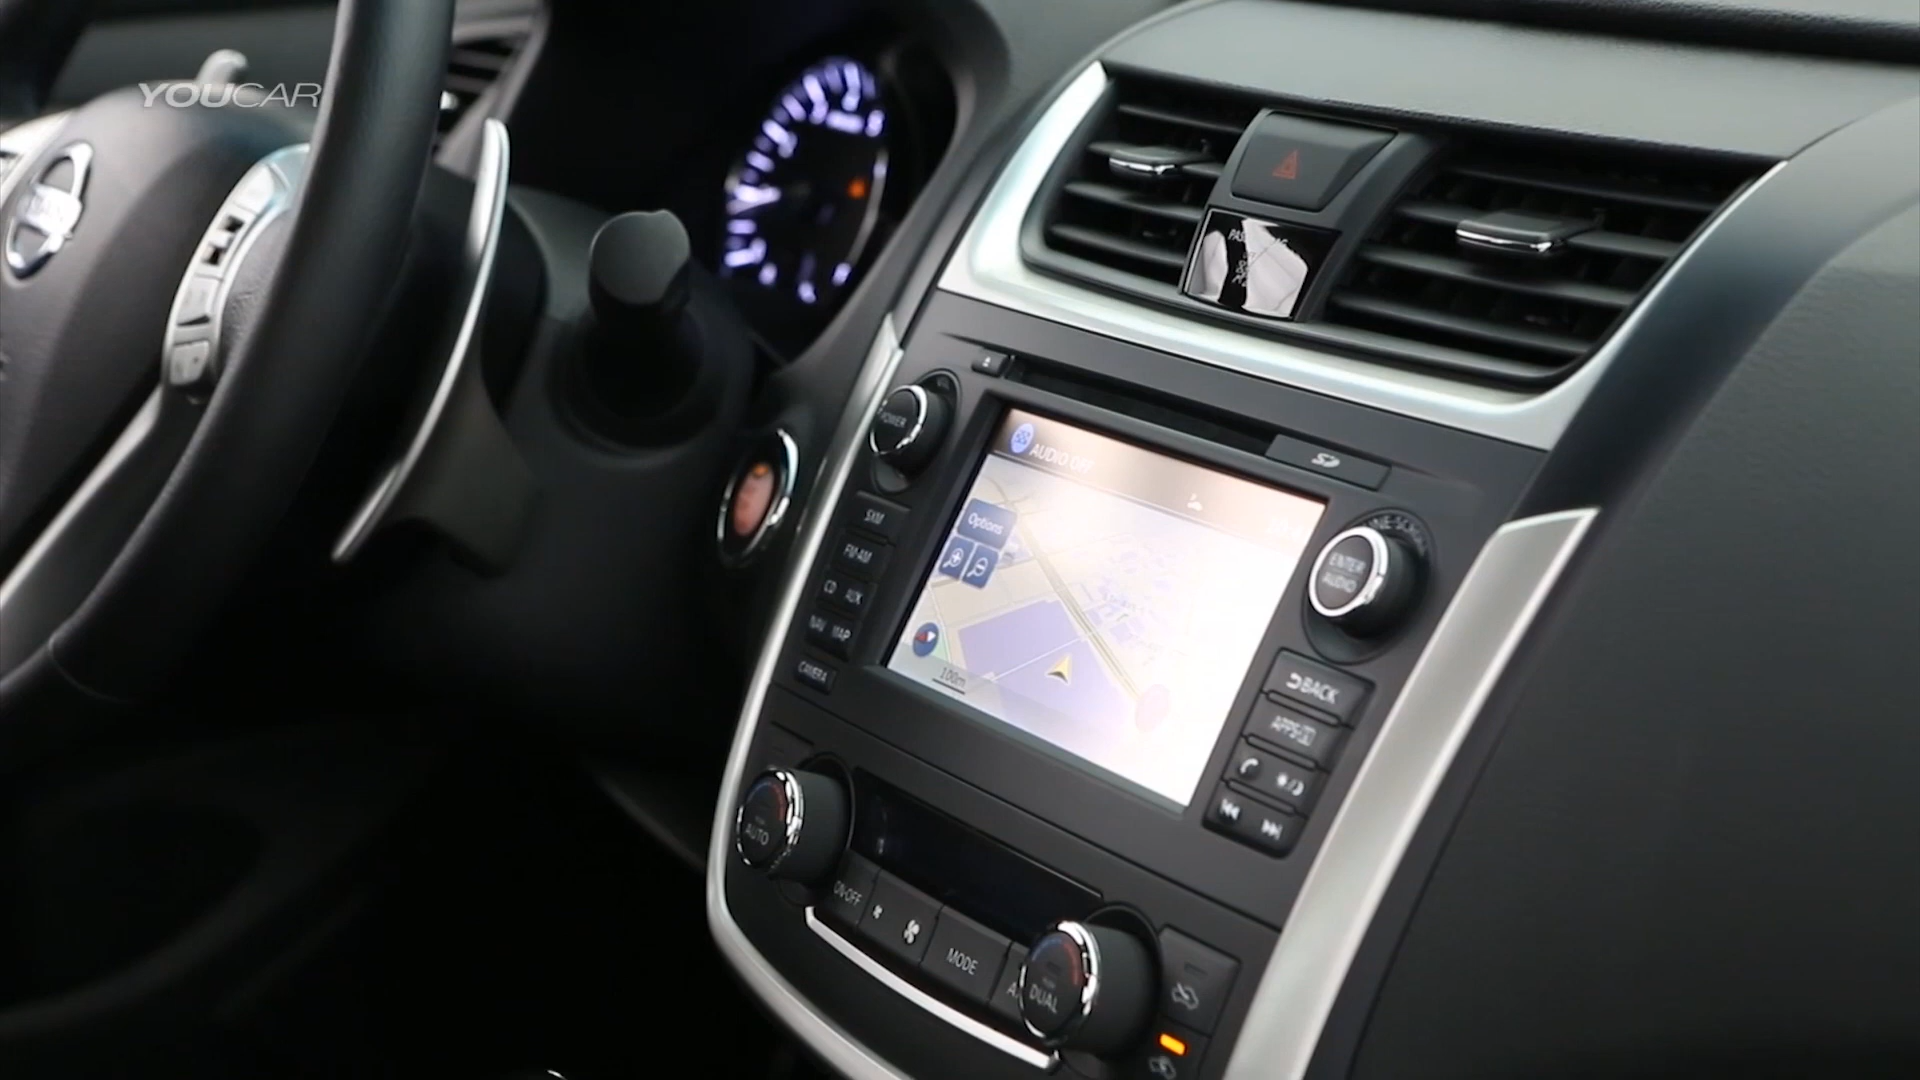 YOUCAR
POWER
SXM
FM·AM
CD
AUX
NAV
MAP
CAMERA
AUDIO OFF
Options
100m
SD
ENTER
AUDIO
BACK
APPS
AUTO
ON·OFF
MODE
DUAL